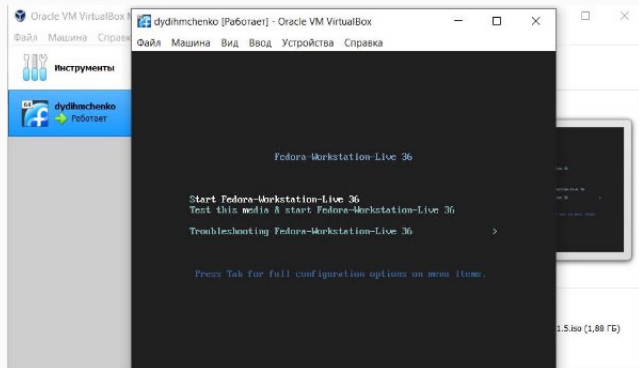 Oracle VM VirtualBox
Файл Машина Справк
Инструменты
64
dydihmchenko
Работает
dydihmchenko [Работает] - Oracle VM VirtualBox
Файл Машина Вид Ввод Устройства Справка
Fedora-Workstation-Live 36
Start Fedora-Workstation-Live 36
Test this media & start Fedora-Workstation-Live 36
Troubleshooting Fedora-Workstation-Live 36 >
Press Tab for full configuration options on menu items.
1.5.iso (1,88 ГБ)